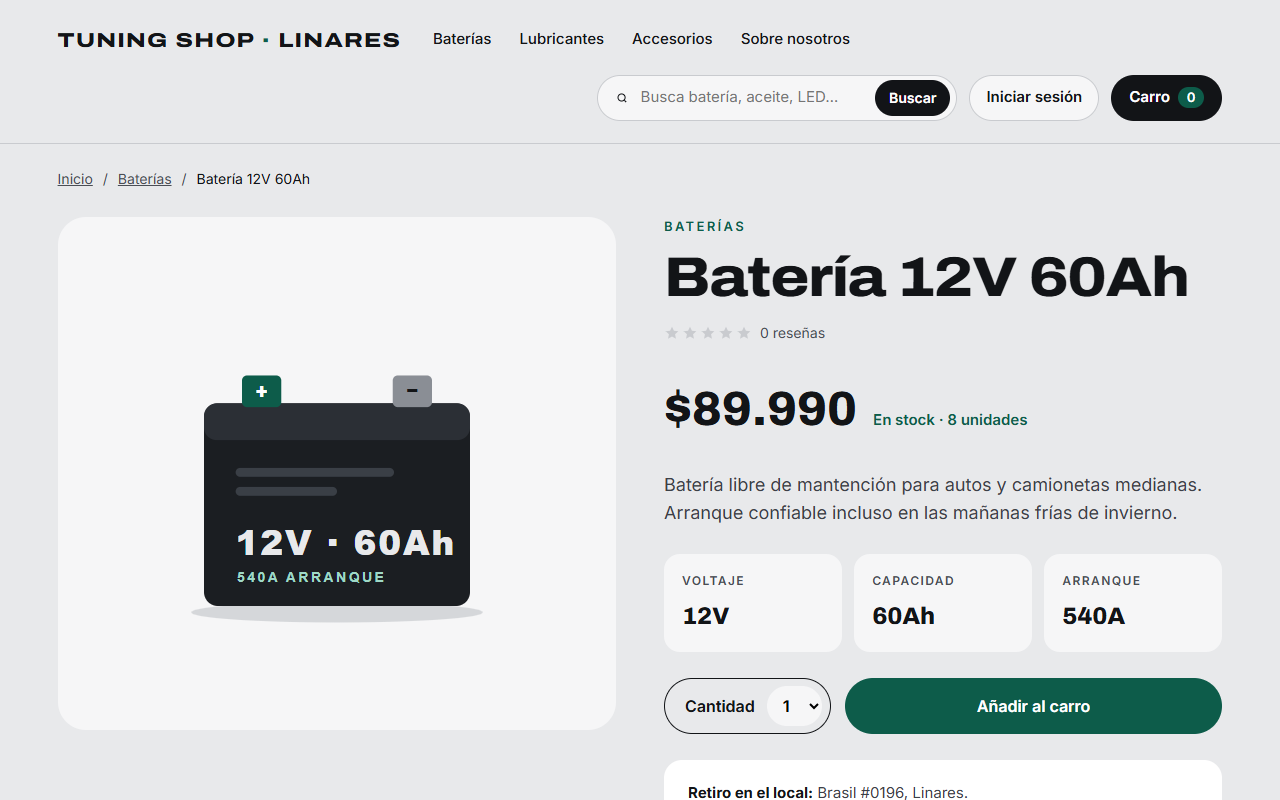 TUNING SHOP · LINARES
Baterías
Lubricantes
Accesorios
Sobre nosotros
Busca batería, aceite, LED...
Buscar
Iniciar sesión
Carro 0
Inicio / Baterías / Batería 12V 60Ah
+
−
12V · 60Ah
540A ARRANQUE
BATERÍAS
Batería 12V 60Ah
0 reseñas
$89.990
En stock · 8 unidades
Batería libre de mantención para autos y camionetas medianas.
Arranque confiable incluso en las mañanas frías de invierno.
VOLTAJE
12V
CAPACIDAD
60Ah
ARRANQUE
540A
Cantidad 1
Añadir al carro
Retiro en el local: Brasil #0196, Linares.